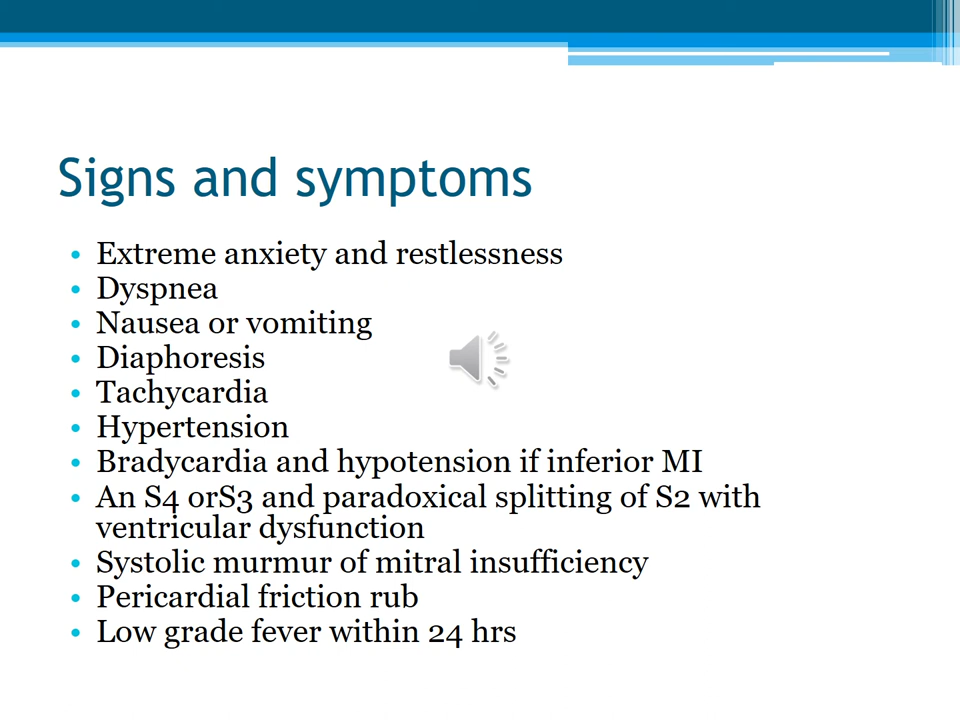 Signs and symptoms
• Extreme anxiety and restlessness
• Dyspnea
• Nausea or vomiting
• Diaphoresis
• Tachycardia
• Hypertension
• Bradycardia and hypotension if inferior MI
• An S4 orS3 and paradoxical splitting of S2 with
ventricular dysfunction
• Systolic murmur of mitral insufficiency
• Pericardial friction rub
• Low grade fever within 24 hrs